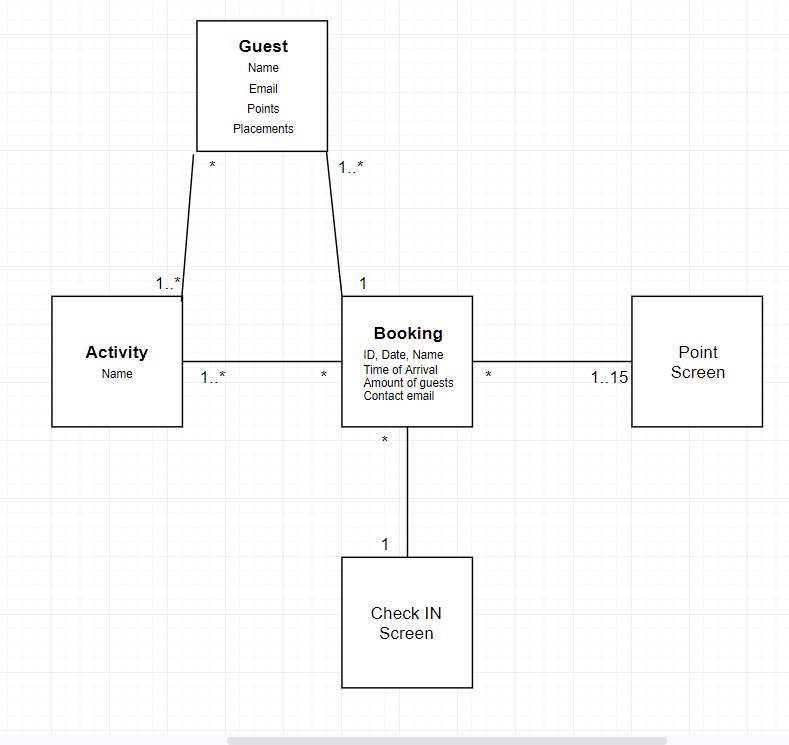 Guest
Name
Email
Points
Placements
*
1..*
1..*
1
Activity
Name
Booking
ID, Date, Name
Time of Arrival
Amount of guests
Contact email
Point
Screen
1..*
*
*
1..15
*
1
Check IN
Screen